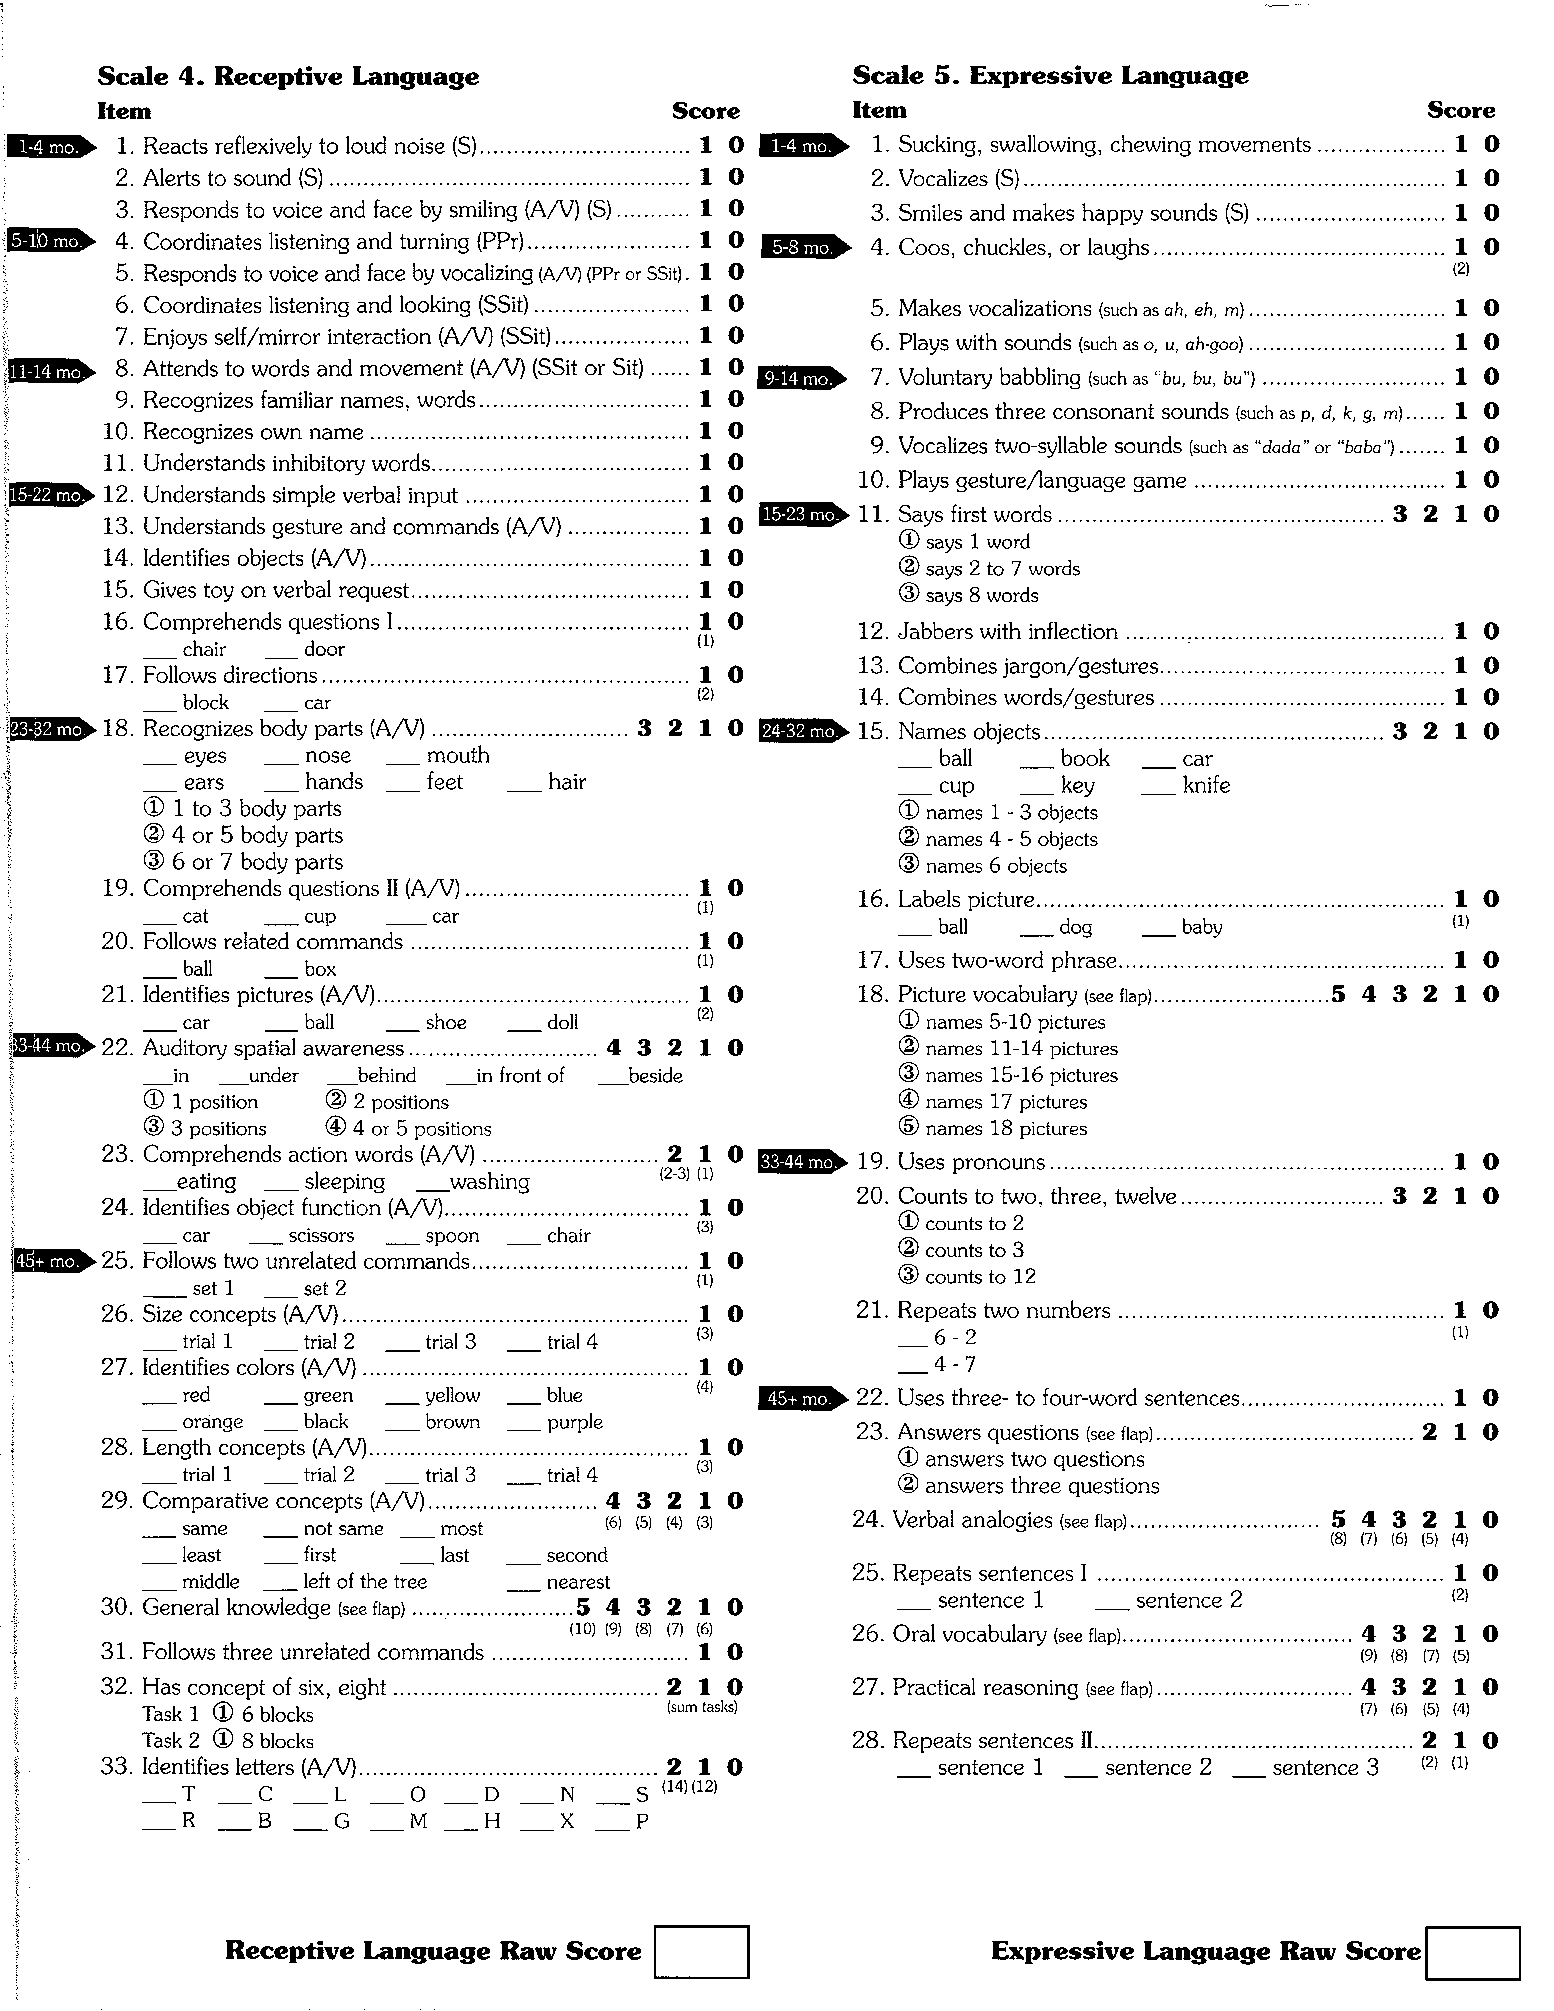 Scale 4. Receptive Language
Item Score
1-4 mo. 1. Reacts reflexively to loud noise (S).............................. 1 0
2. Alerts to sound (S) .................................................... 1 0
3. Responds to voice and face by smiling (A/V) (S) ........... 1 0
5-10 mo. 4. Coordinates listening and turning (PPr)........................ 1 0
5. Responds to voice and face by vocalizing (A/V) (PPr or SSit). 1 0
6. Coordinates listening and looking (SSit)....................... 1 0
7. Enjoys self/mirror interaction (A/V) (SSit).................... 1 0
11-14 mo. 8. Attends to words and movement (A/V) (SSit or Sit) ...... 1 0
9. Recognizes familiar names, words............................... 1 0
10. Recognizes own name ............................................... 1 0
11. Understands inhibitory words...................................... 1 0
15-22 mo. 12. Understands simple verbal input ................................. 1 0
13. Understands gesture and commands (A/V) .................. 1 0
14. Identifies objects (A/V)............................................... 1 0
15. Gives toy on verbal request......................................... 1 0
16. Comprehends questions I........................................... 1 0
___ chair ___ door (1)
17. Follows directions...................................................... 1 0
___ block ___ car (2)
23-32 mo. 18. Recognizes body parts (A/V) ............................. 3 2 1 0
___ eyes ___ nose ___ mouth
___ ears ___ hands ___ feet ___ hair
① 1 to 3 body parts
② 4 or 5 body parts
③ 6 or 7 body parts
19. Comprehends questions II (A/V)................................. 1 0
___ cat ___ cup ___ car (1)
20. Follows related commands ......................................... 1 0
___ ball ___ box (1)
21. Identifies pictures (A/V).............................................. 1 0
___ car ___ ball ___ shoe ___ doll (2)
33-44 mo. 22. Auditory spatial awareness............................ 4 3 2 1 0
___in ___under ___behind ___in front of ___beside
① 1 position ② 2 positions
③ 3 positions ④ 4 or 5 positions
23. Comprehends action words (A/V) .......................... 2 1 0
___eating ___ sleeping ___washing (2-3) (1)
24. Identifies object function (A/V).................................... 1 0
___ car ___ scissors ___ spoon ___ chair (3)
45+ mo. 25. Follows two unrelated commands................................ 1 0
___ set 1 ___ set 2 (1)
26. Size concepts (A/V)................................................... 1 0
___ trial 1 ___ trial 2 ___ trial 3 ___ trial 4 (3)
27. Identifies colors (A/V) ................................................ 1 0
___ red ___ green ___ yellow ___ blue (4)
___ orange ___ black ___ brown ___ purple
28. Length concepts (A/V)............................................... 1 0
___ trial 1 ___ trial 2 ___ trial 3 ___ trial 4 (3)
29. Comparative concepts (A/V)......................... 4 3 2 1 0
___ same ___ not same ___ most (6) (5) (4) (3)
___ least ___ first ___ last ___ second
___ middle ___ left of the tree ___ nearest
30. General knowledge (see flap) ........................ 5 4 3 2 1 0
(10) (9) (8) (7) (6)
31. Follows three unrelated commands ............................. 1 0
32. Has concept of six, eight ....................................... 2 1 0
Task 1 ① 6 blocks (sum tasks)
Task 2 ① 8 blocks
33. Identifies letters (A/V)............................................ 2 1 0
___ T ___ C ___ L ___ O ___ D ___ N ___ S (14) (12)
___ R ___ B ___ G ___ M ___ H ___ X ___ P
Receptive Language Raw Score
Scale 5. Expressive Language
Item Score
1-4 mo. 1. Sucking, swallowing, chewing movements ................... 1 0
2. Vocalizes (S).............................................................. 1 0
3. Smiles and makes happy sounds (S) ............................ 1 0
5-8 mo. 4. Coos, chuckles, or laughs........................................... 1 0
(2)
5. Makes vocalizations (such as ah, eh, m)............................. 1 0
6. Plays with sounds (such as o, u, ah-goo).............................. 1 0
9-14 mo. 7. Voluntary babbling (such as "bu, bu, bu") ........................... 1 0
8. Produces three consonant sounds (such as p, d, k, g, m)...... 1 0
9. Vocalizes two-syllable sounds (such as "dada" or "baba")....... 1 0
10. Plays gesture/language game ..................................... 1 0
15-23 mo. 11. Says first words ................................................ 3 2 1 0
① says 1 word
② says 2 to 7 words
③ says 8 words
12. Jabbers with inflection ............................................... 1 0
13. Combines jargon/gestures.......................................... 1 0
14. Combines words/gestures .......................................... 1 0
24-32 mo. 15. Names objects.................................................. 3 2 1 0
___ ball ___ book ___ car
___ cup ___ key ___ knife
① names 1 - 3 objects
② names 4 - 5 objects
③ names 6 objects
16. Labels picture............................................................ 1 0
___ ball ___ dog ___ baby (1)
17. Uses two-word phrase................................................ 1 0
18. Picture vocabulary (see flap)..........................5 4 3 2 1 0
① names 5-10 pictures
② names 11-14 pictures
③ names 15-16 pictures
④ names 17 pictures
⑤ names 18 pictures
33-44 mo. 19. Uses pronouns.......................................................... 1 0
20. Counts to two, three, twelve.............................. 3 2 1 0
① counts to 2
② counts to 3
③ counts to 12
21. Repeats two numbers ................................................ 1 0
___ 6 - 2 (1)
___ 4 - 7
45+ mo. 22. Uses three- to four-word sentences.............................. 1 0
23. Answers questions (see flap)...................................... 2 1 0
① answers two questions
② answers three questions
24. Verbal analogies (see flap)............................ 5 4 3 2 1 0
(8) (7) (6) (5) (4)
25. Repeats sentences I ................................................... 1 0
___ sentence 1 ___ sentence 2 (2)
26. Oral vocabulary (see flap).................................. 4 3 2 1 0
(9) (8) (7) (5)
27. Practical reasoning (see flap)............................. 4 3 2 1 0
(7) (6) (5) (4)
28. Repeats sentences II............................................... 2 1 0
___ sentence 1 ___ sentence 2 ___ sentence 3 (2) (1)
Expressive Language Raw Score